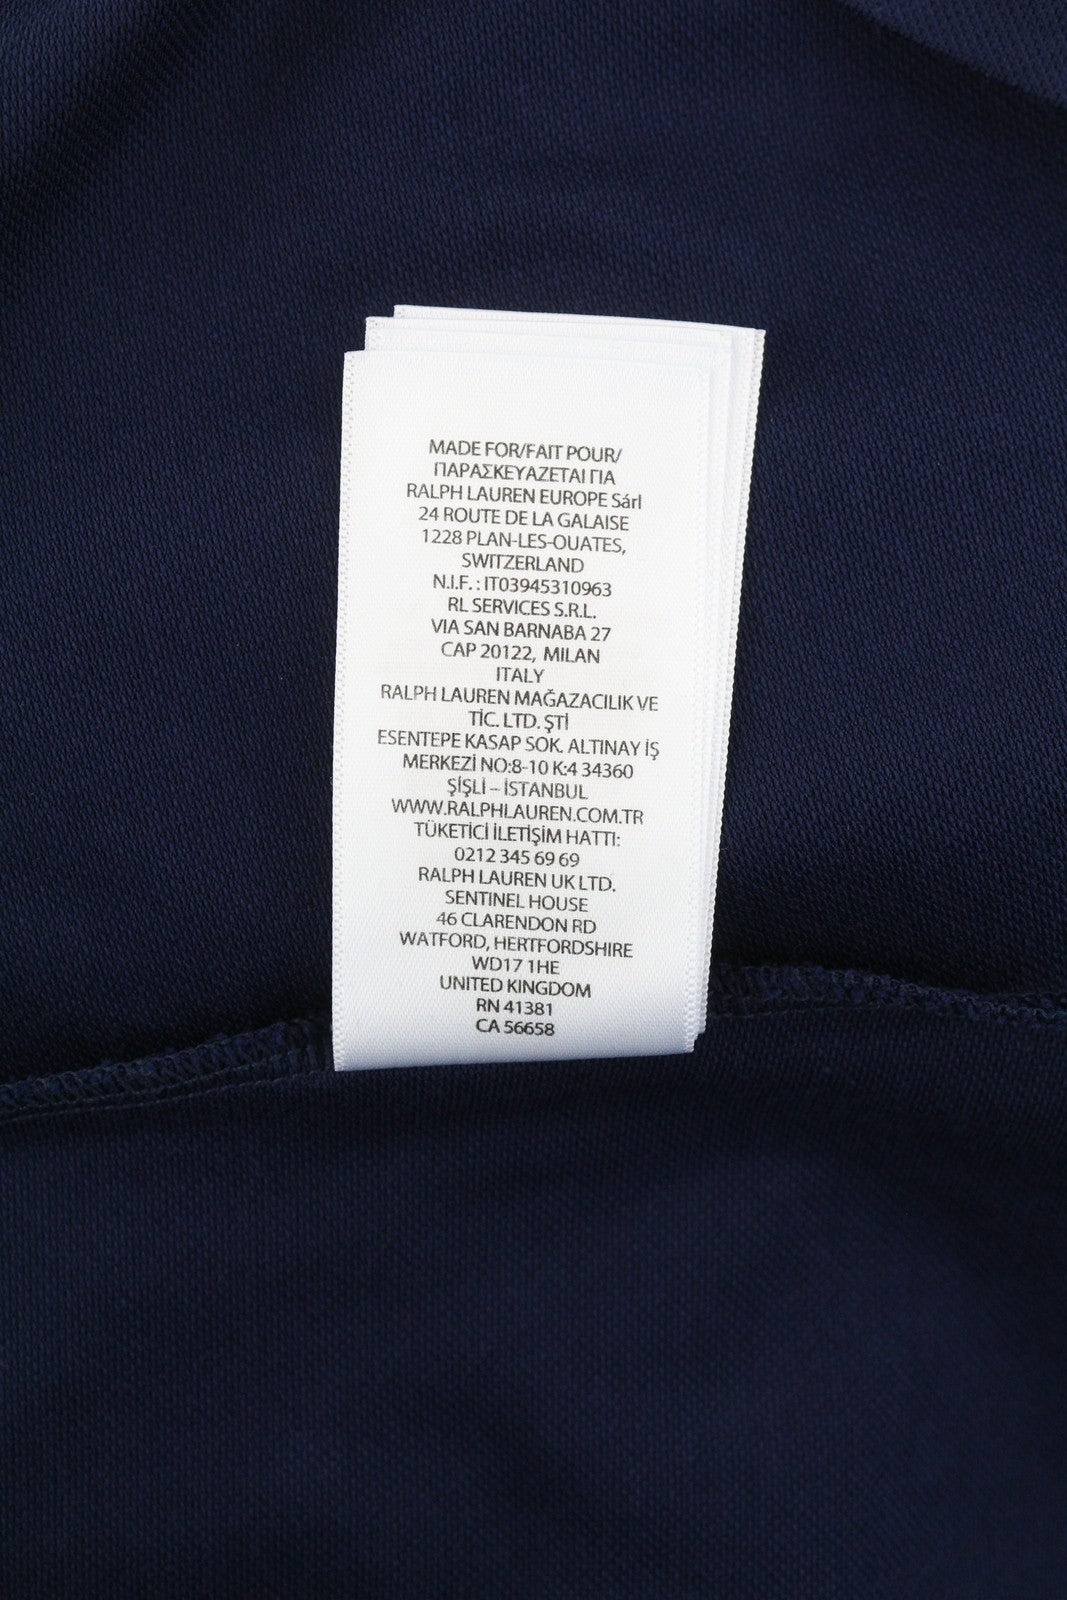 MADE FOR/FAIT POUR/
ΠΑΡΑΣΚΕΥΑΖΕΤΑΙ ΓΙΑ
RALPH LAUREN EUROPE Sárl
24 ROUTE DE LA GALAISE
1228 PLAN-LES-OUATES,
SWITZERLAND
N.I.F. : IT03945310963
RL SERVICES S.R.L.
VIA SAN BARNABA 27
CAP 20122, MILAN
ITALY
RALPH LAUREN MAĞAZACILIK VE
TİC. LTD. ŞTİ
ESENTEPE KASAP SOK. ALTINAY İŞ
MERKEZİ NO:8-10 K:4 34360
ŞİŞLİ – İSTANBUL
WWW.RALPHLAUREN.COM.TR
TÜKETİCİ İLETİŞİM HATTI:
0212 345 69 69
RALPH LAUREN UK LTD.
SENTINEL HOUSE
46 CLARENDON RD
WATFORD, HERTFORDSHIRE
WD17 1HE
UNITED KINGDOM
RN 41381
CA 56658